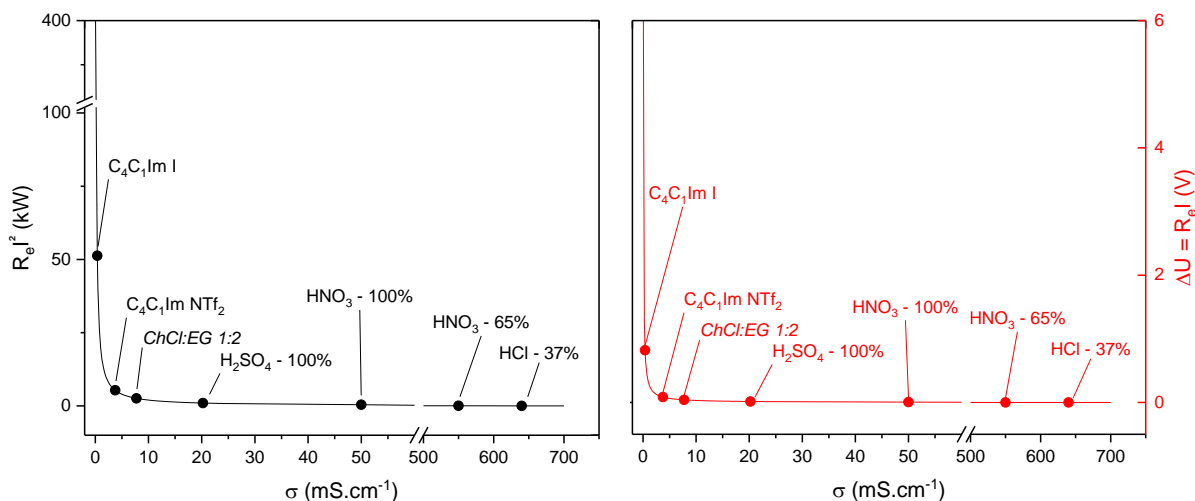 400
100
50
0
R_eI² (kW)
C₄C₁Im I
C₄C₁Im NTf₂
ChCl:EG 1:2
H₂SO₄ - 100%
HNO₃ - 100%
HNO₃ - 65%
HCl - 37%
0 10 20 30 40 50 500 600 700
σ (mS.cm⁻¹)
6
4
2
0
ΔU = R_eI (V)
C₄C₁Im I
C₄C₁Im NTf₂
ChCl:EG 1:2
H₂SO₄ - 100%
HNO₃ - 100%
HNO₃ - 65%
HCl - 37%
0 10 20 30 40 50 500 600 700
σ (mS.cm⁻¹)